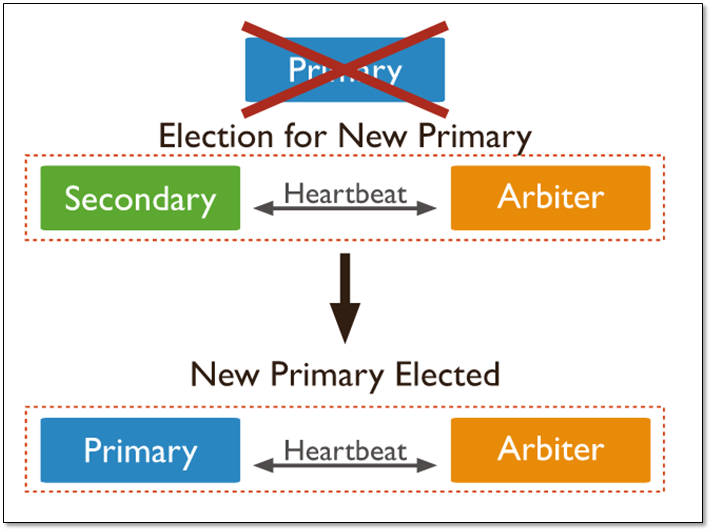 Primary
Election for New Primary
Secondary
Heartbeat
Arbiter
New Primary Elected
Primary
Heartbeat
Arbiter